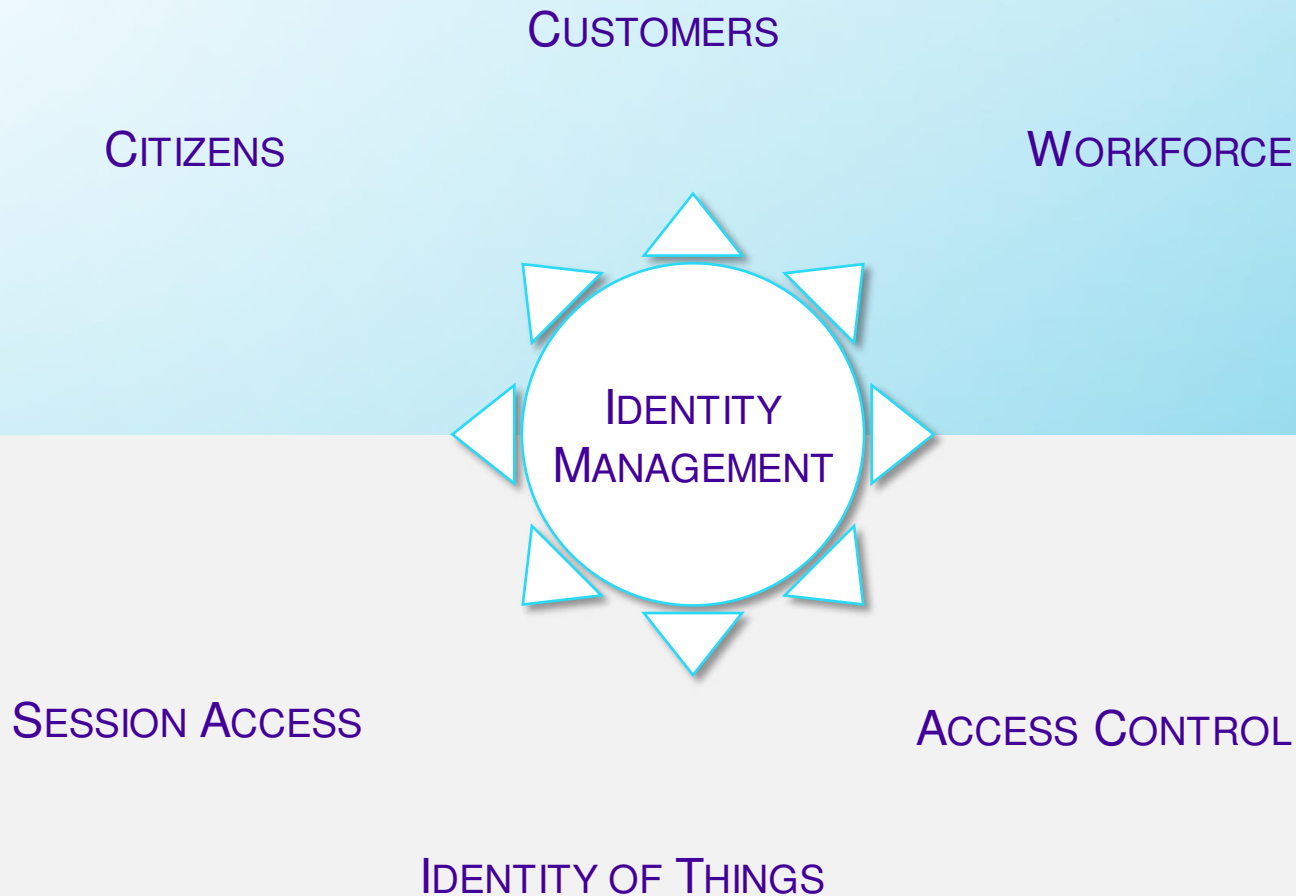 CUSTOMERS
CITIZENS
WORKFORCE
IDENTITY
MANAGEMENT
SESSION ACCESS
ACCESS CONTROL
IDENTITY OF THINGS